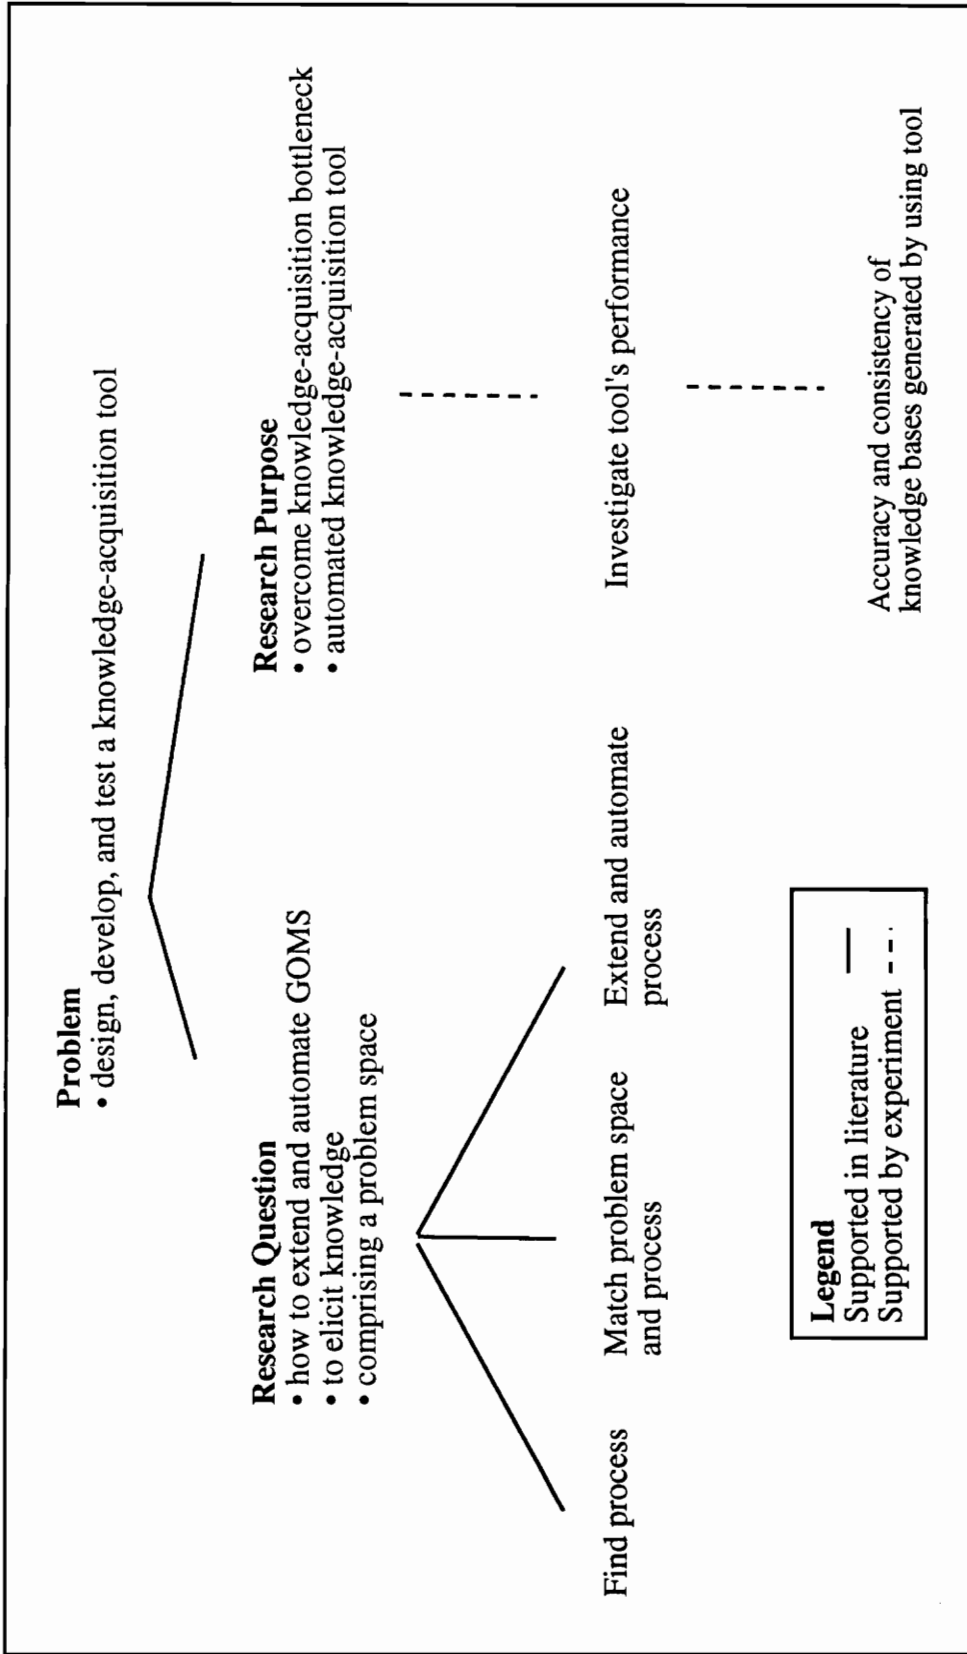 Problem
• design, develop, and test a knowledge-acquisition tool
Research Question
• how to extend and automate GOMS
• to elicit knowledge
• comprising a problem space
Research Purpose
• overcome knowledge-acquisition bottleneck
• automated knowledge-acquisition tool
Find process
Match problem space
and process
Extend and automate
process
Investigate tool's performance
Accuracy and consistency of
knowledge bases generated by using tool
Legend
Supported in literature
Supported by experiment